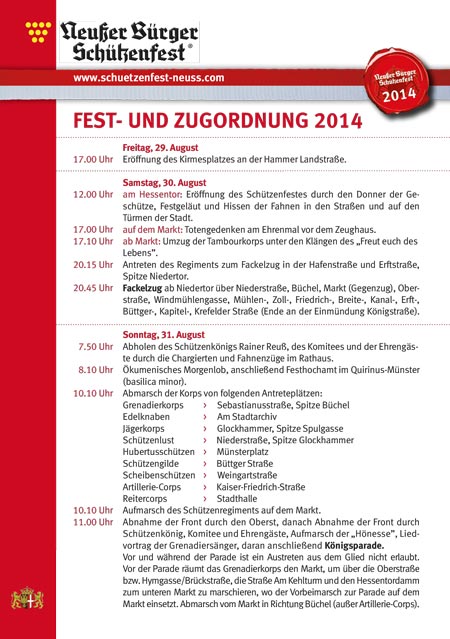 Neußer Bürger
Schützenfest®
www.schuetzenfest-neuss.com
Neußer Bürger
Schützenfest
2014
FEST- UND ZUGORDNUNG 2014
Freitag, 29. August
17.00 Uhr Eröffnung des Kirmesplatzes an der Hammer Landstraße.
Samstag, 30. August
12.00 Uhr am Hessentor: Eröffnung des Schützenfestes durch den Donner der Ge-
schütze, Festgeläut und Hissen der Fahnen in den Straßen und auf den
Türmen der Stadt.
17.00 Uhr auf dem Markt: Totengedenken am Ehrenmal vor dem Zeughaus.
17.10 Uhr ab Markt: Umzug der Tambourkorps unter den Klängen des „Freut euch des
Lebens".
20.15 Uhr Antreten des Regiments zum Fackelzug in der Hafenstraße und Erftstraße,
Spitze Niedertor.
20.45 Uhr Fackelzug ab Niedertor über Niederstraße, Büchel, Markt (Gegenzug), Ober-
straße, Windmühlengasse, Mühlen-, Zoll-, Friedrich-, Breite-, Kanal-, Erft-,
Büttger-, Kapitel-, Krefelder Straße (Ende an der Einmündung Königstraße).
Sonntag, 31. August
7.50 Uhr Abholen des Schützenkönigs Rainer Reuß, des Komitees und der Ehrengäs-
te durch die Chargierten und Fahnenzüge im Rathaus.
8.10 Uhr Ökumenisches Morgenlob, anschließend Festhochamt im Quirinus-Münster
(basilica minor).
10.10 Uhr Abmarsch der Korps von folgenden Antreteplätzen:
Grenadierkorps > Sebastianusstraße, Spitze Büchel
Edelknaben > Am Stadtarchiv
Jägerkorps > Glockhammer, Spitze Spulgasse
Schützenlust > Niederstraße, Spitze Glockhammer
Hubertusschützen > Münsterplatz
Schützengilde > Büttger Straße
Scheibenschützen > Weingartstraße
Artillerie-Corps > Kaiser-Friedrich-Straße
Reitercorps > Stadthalle
10.10 Uhr Aufmarsch des Schützenregiments auf dem Markt.
11.00 Uhr Abnahme der Front durch den Oberst, danach Abnahme der Front durch
Schützenkönig, Komitee und Ehrengäste, Aufmarsch der „Hönesse", Lied-
vortrag der Grenadiersänger, daran anschließend Königsparade.
Vor und während der Parade ist ein Austreten aus dem Glied nicht erlaubt.
Vor der Parade räumt das Grenadierkorps den Markt, um über die Oberstraße
bzw. Hymgasse/Brückstraße, die Straße Am Kehlturm und den Hessentordamm
zum unteren Markt zu marschieren, wo der Vorbeimarsch zur Parade auf dem
Markt einsetzt. Abmarsch vom Markt in Richtung Büchel (außer Artillerie-Corps).